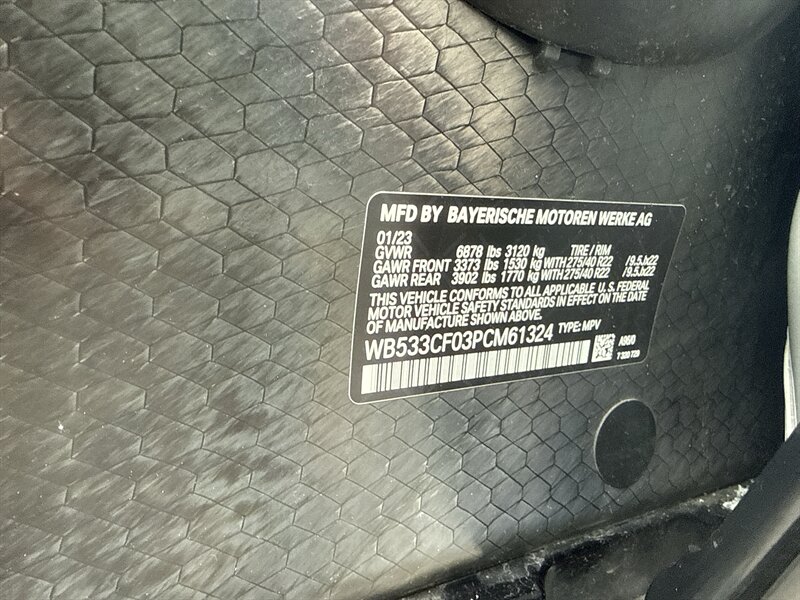 MFD BY BAYERISCHE MOTOREN WERKE AG
01/23
GVWR 6878 lbs 3120 kg TIRE / RIM
GAWR FRONT 3373 lbs 1530 kg WITH 275/40 R22 /9.5Jx22
GAWR REAR 3902 lbs 1770 kg WITH 275/40 R22 /9.5Jx22
THIS VEHICLE CONFORMS TO ALL APPLICABLE U.S. FEDERAL
MOTOR VEHICLE SAFETY STANDARDS IN EFFECT ON THE DATE
OF MANUFACTURE SHOWN ABOVE.
WB533CF03PCM61324 TYPE: MPV